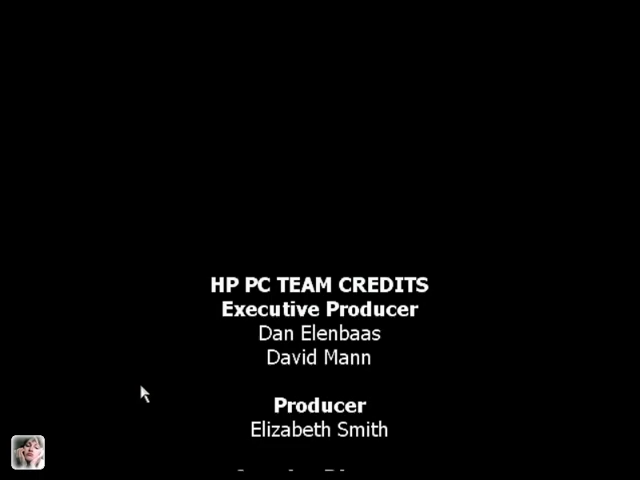 HP PC TEAM CREDITS
Executive Producer
Dan Elenbaas
David Mann
Producer
Elizabeth Smith